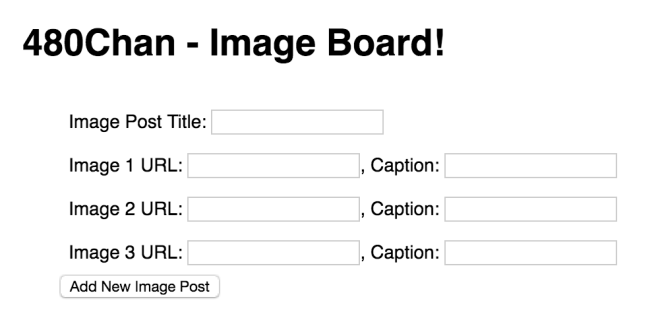 480Chan - Image Board!
Image Post Title:
Image 1 URL: , Caption:
Image 2 URL: , Caption:
Image 3 URL: , Caption:
Add New Image Post